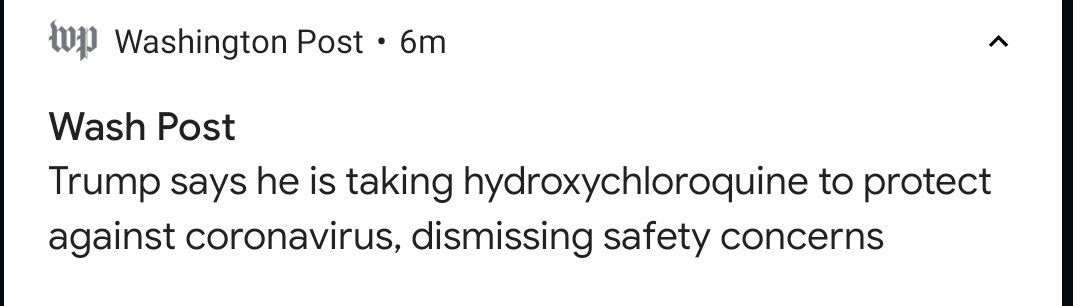 wp Washington Post • 6m
Wash Post
Trump says he is taking hydroxychloroquine to protect
against coronavirus, dismissing safety concerns